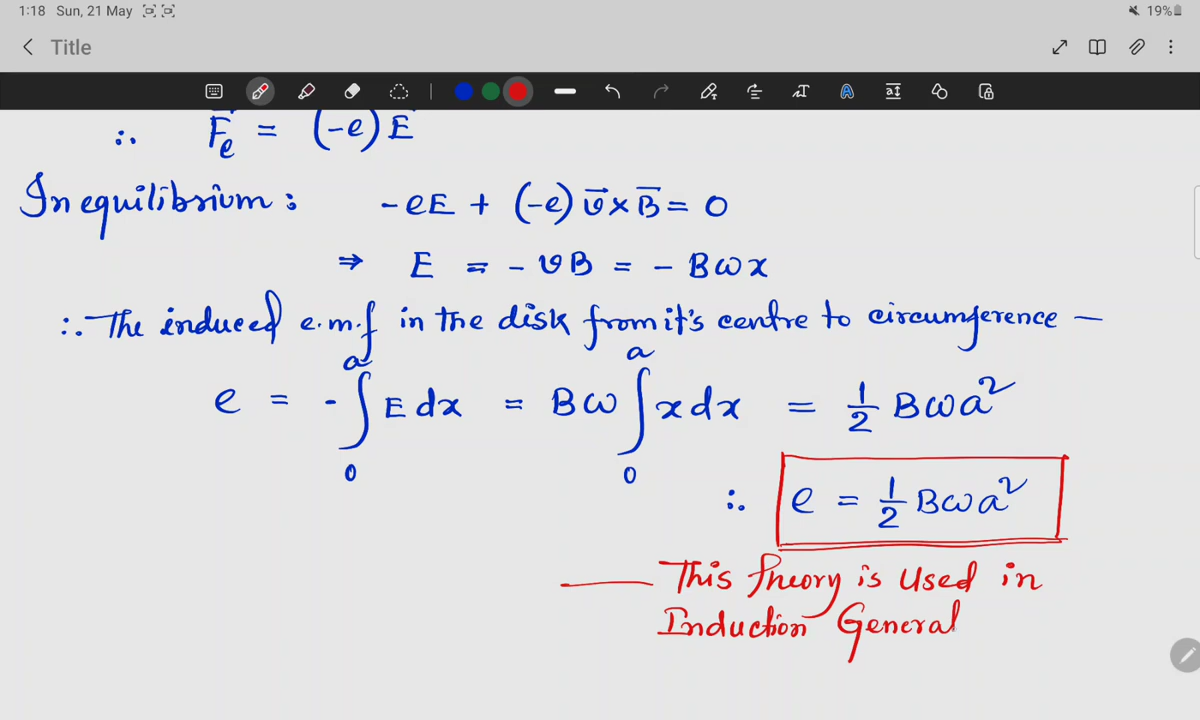 1:18 Sun, 21 May 19%
Title
∴ F⃗e = (-e)E
In equilibrium : -eE + (-e) v⃗ × B⃗ = 0
⇒ E = - vB = - Bωx
∴ The induced e.m.f in the disk from it's centre to circumference —
e = - ∫₀ᵃ E dx = Bω ∫₀ᵃ x dx = 1/2 Bωa²
∴ e = 1/2 Bωa²
— This theory is Used in
Induction General